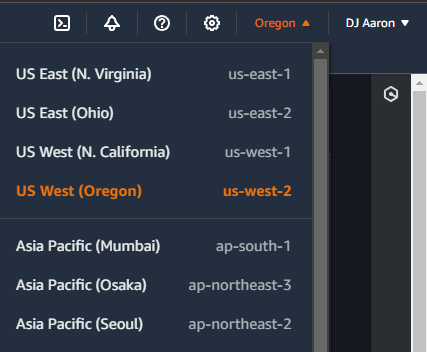 Oregon ▲ DJ Aaron ▼
US East (N. Virginia) us-east-1
US East (Ohio) us-east-2
US West (N. California) us-west-1
US West (Oregon) us-west-2
Asia Pacific (Mumbai) ap-south-1
Asia Pacific (Osaka) ap-northeast-3
Asia Pacific (Seoul) ap-northeast-2